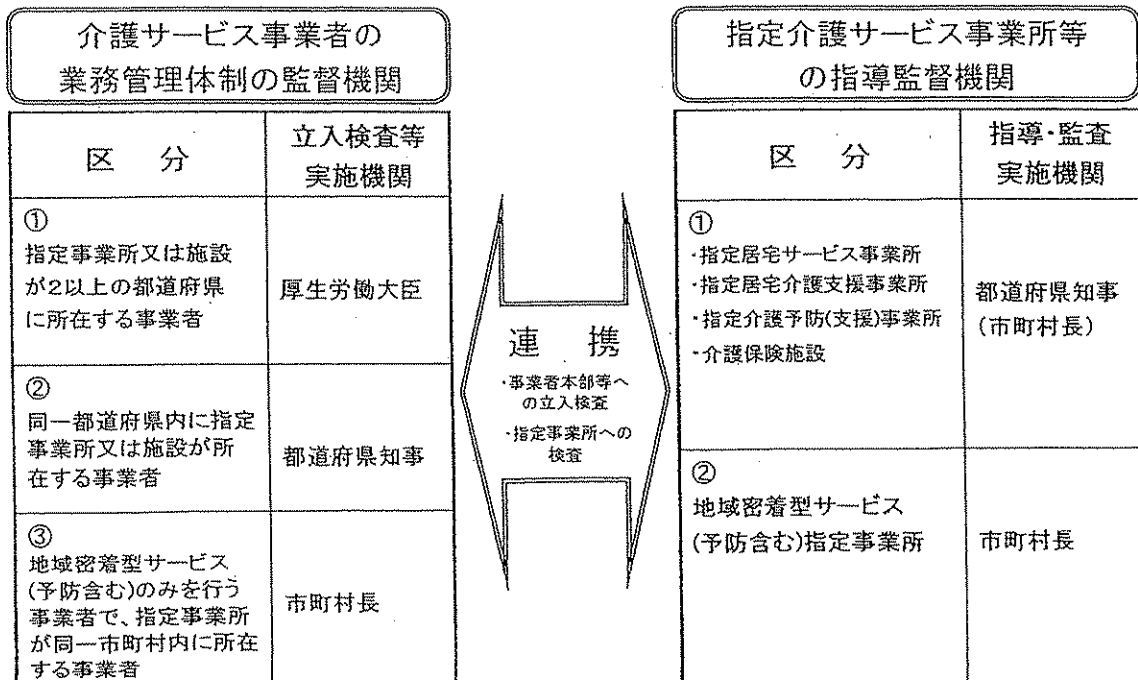 介護サービス事業者の
業務管理体制の監督機関
区 分
立入検査等
実施機関
①
指定事業所又は施設
が2以上の都道府県
に所在する事業者
厚生労働大臣
②
同一都道府県内に指定
事業所又は施設が所
在する事業者
都道府県知事
③
地域密着型サービス
(予防含む)のみを行う
事業者で、指定事業所
が同一市町村内に所在
する事業者
市町村長
連 携
・事業者本部等へ
の立入検査
・指定事業所への
検査
指定介護サービス事業所等
の指導監督機関
区 分
指導・監査
実施機関
①
・指定居宅サービス事業所
・指定居宅介護支援事業所
・指定介護予防(支援)事業所
・介護保険施設
都道府県知事
(市町村長)
②
地域密着型サービス
(予防含む)指定事業所
市町村長